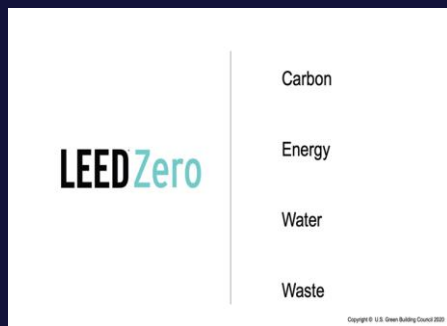 LEED Zero
Carbon
Energy
Water
Waste
Copyright © U.S. Green Building Council 2020